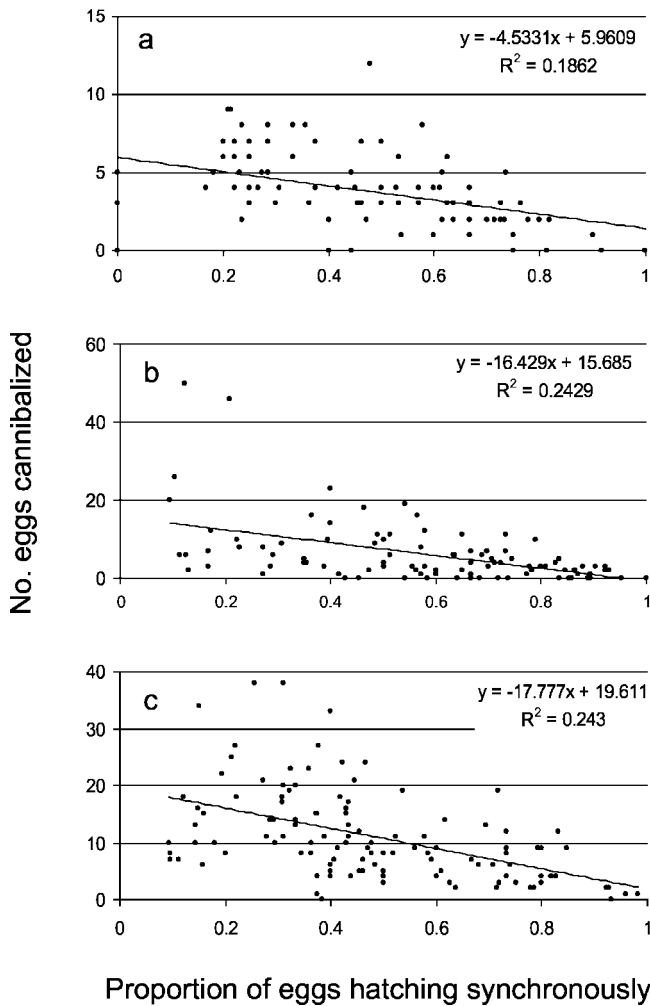 a
y = -4.5331x + 5.9609
R² = 0.1862
15
10
5
0
0 0.2 0.4 0.6 0.8 1
No. eggs cannibalized
b
y = -16.429x + 15.685
R² = 0.2429
60
40
20
0
0 0.2 0.4 0.6 0.8 1
c
y = -17.777x + 19.611
R² = 0.243
40
30
20
10
0
0 0.2 0.4 0.6 0.8 1
Proportion of eggs hatching synchronously